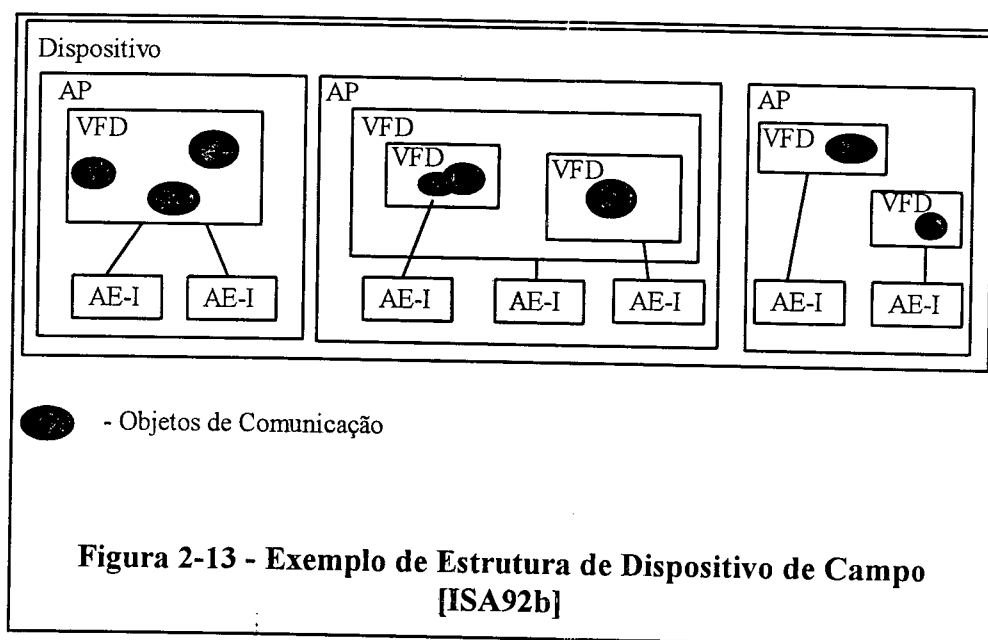 Dispositivo
AP
VFD
AE-I
AE-I
AP
VFD
VFD
VFD
AE-I
AE-I
AE-I
AP
VFD
VFD
AE-I
AE-I
- Objetos de Comunicação
Figura 2-13 - Exemplo de Estrutura de Dispositivo de Campo
[ISA92b]